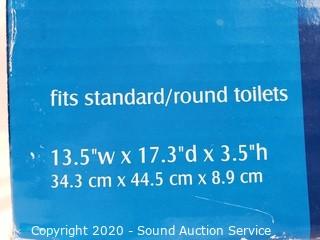 fits standard/round toilets
13.5"w x 17.3"d x 3.5"h
34.3 cm x 44.5 cm x 8.9 cm
Copyright 2020 - Sound Auction Service